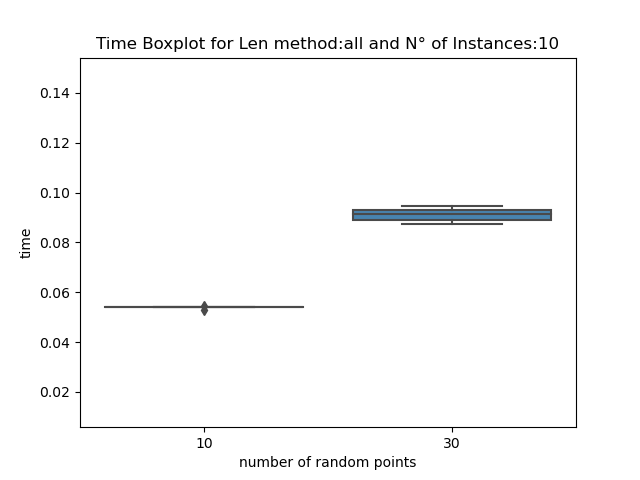 Time Boxplot for Len method:all and N° of Instances:10
0.14
0.12
0.10
0.08
0.06
0.04
0.02
time
10 30
number of random points